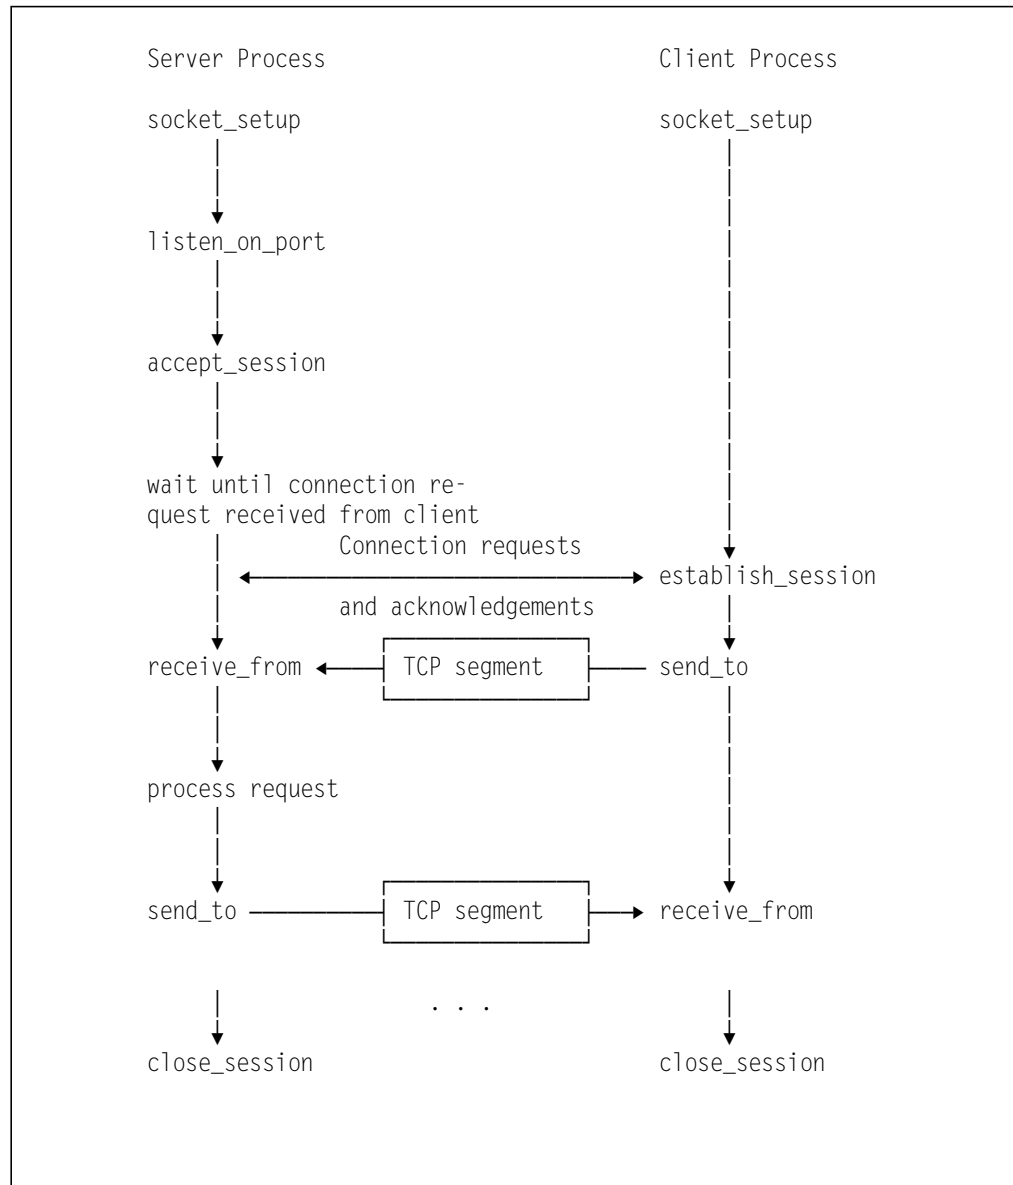 Server Process Client Process
socket_setup socket_setup
listen_on_port
accept_session
wait until connection re-
quest received from client
Connection requests
establish_session
and acknowledgements
receive_from TCP segment send_to
process request
send_to TCP segment receive_from
. . .
close_session close_session